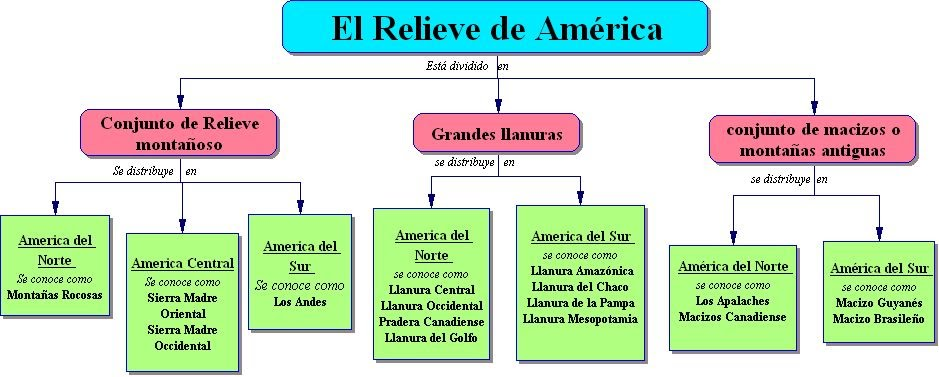 El Relieve de América
Está dividido en
Conjunto de Relieve
montañoso
Grandes llanuras
conjunto de macizos o
montañas antiguas
Se distribuye en
se distribuye en
se distribuye en
America del
Norte
Se conoce como
Montañas Rocosas
America Central
Se conoce como
Sierra Madre
Oriental
Sierra Madre
Occidental
America del
Sur
Se conoce como
Los Andes
America del
Norte
se conoce como
Llanura Central
Llanura Occidental
Pradera Canadiense
Llanura del Golfo
America del Sur
se conoce como
Llanura Amazónica
Llanura del Chaco
Llanura de la Pampa
Llanura Mesopotamia
América del Norte
se conoce como
Los Apalaches
Macizos Canadiense
América del Sur
se conoce como
Macizo Guyanés
Macizo Brasileño